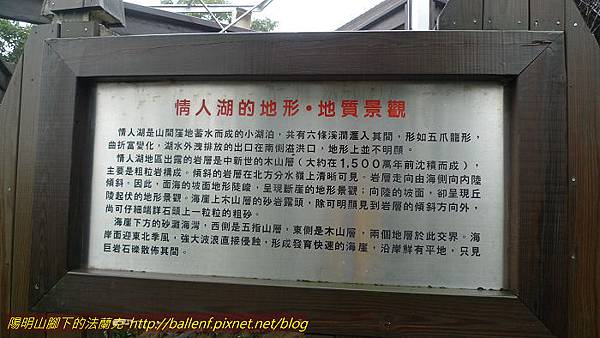 情人湖的地形·地質景觀
情人湖是山間窪地蓄水而成的小湖泊，共有六條溪澗滙入其間，形如五爪龍形，
曲折富變化，湖水外洩排放的出口在南側溢洪口，地形上並不明顯。
情人湖地區出露的岩層是中新世的木山層（大約在1,500萬年前沈積而成），
主要是粗粒岩構成。傾斜的岩層在北方分水嶺上清晰可見。岩層走向由海側向內陸
傾斜。因此，面海的坡面地形陡峻，呈現斷崖的地形景觀；向陸的坡面，卻呈現丘
陵起伏的地形景觀。海崖上木山層的砂岩露頭，除可明顯見到岩層的傾斜方向外，
尚可仔細端詳石頭上一粒粒的粗砂。
海崖下方的砂灘海灣，西側是五指山層，東側是木山層，兩個地層於此交界。海
岸面迎東北季風，強大波浪直接侵蝕，形成發育快速的海崖，沿岸鮮有平地，只見
巨岩石礫散佈其間。
陽明山腳下的法蘭克-http://ballenf.pixnet.net/blog